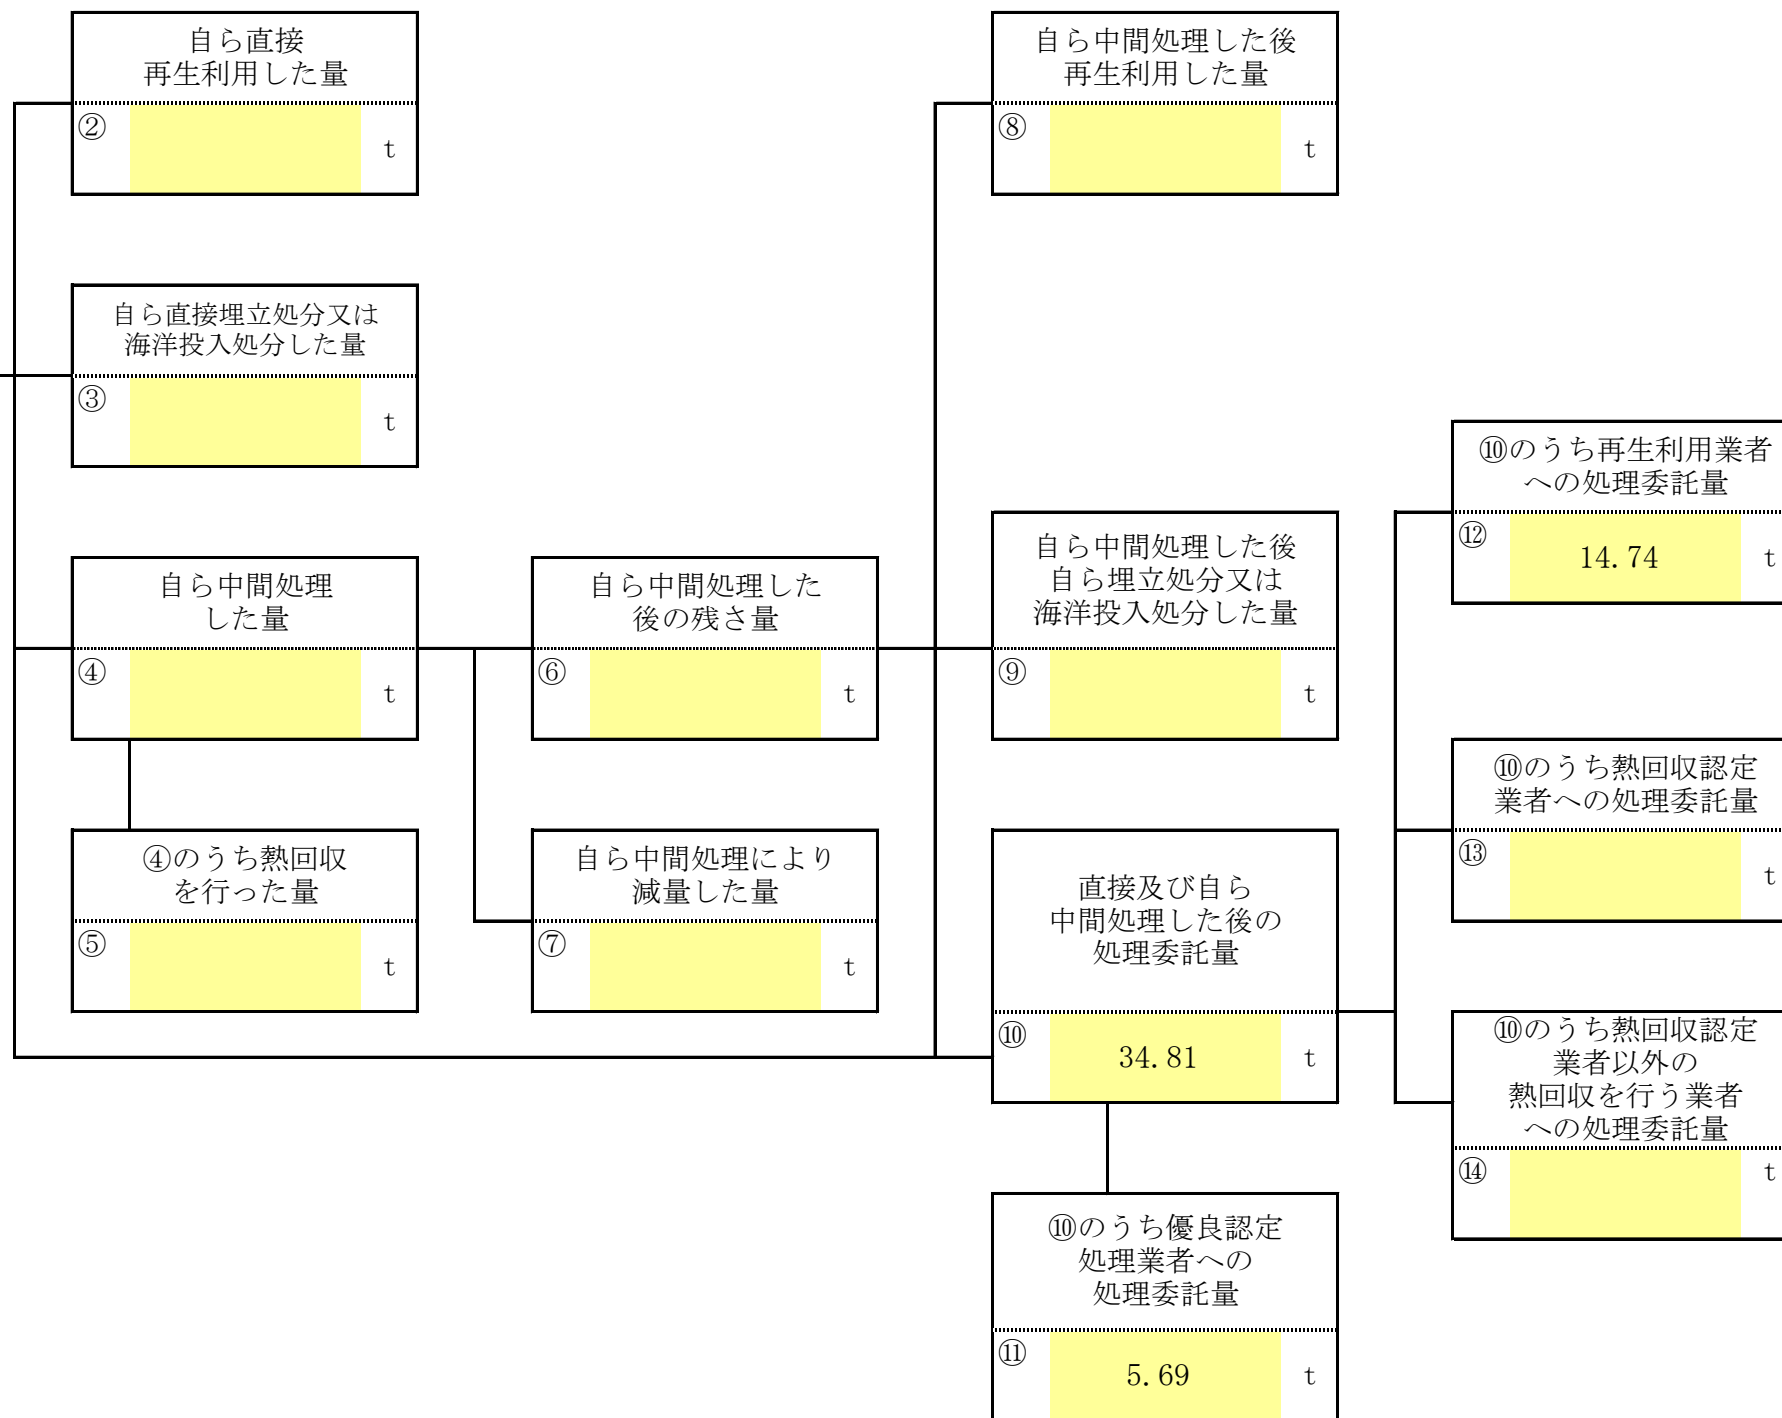 自ら直接
再生利用した量
②
t
自ら中間処理した後
再生利用した量
⑧
t
自ら直接埋立処分又は
海洋投入処分した量
③
t
⑩のうち再生利用業者
への処理委託量
⑫
14.74
t
自ら中間処理
した量
④
t
自ら中間処理した
後の残さ量
⑥
t
自ら中間処理した後
自ら埋立処分又は
海洋投入処分した量
⑨
t
⑩のうち熱回収認定
業者への処理委託量
⑬
t
④のうち熱回収
を行った量
⑤
t
自ら中間処理により
減量した量
⑦
t
直接及び自ら
中間処理した後の
処理委託量
⑩
34.81
t
⑩のうち熱回収認定
業者以外の
熱回収を行う業者
への処理委託量
⑭
t
⑩のうち優良認定
処理業者への
処理委託量
⑪
5.69
t